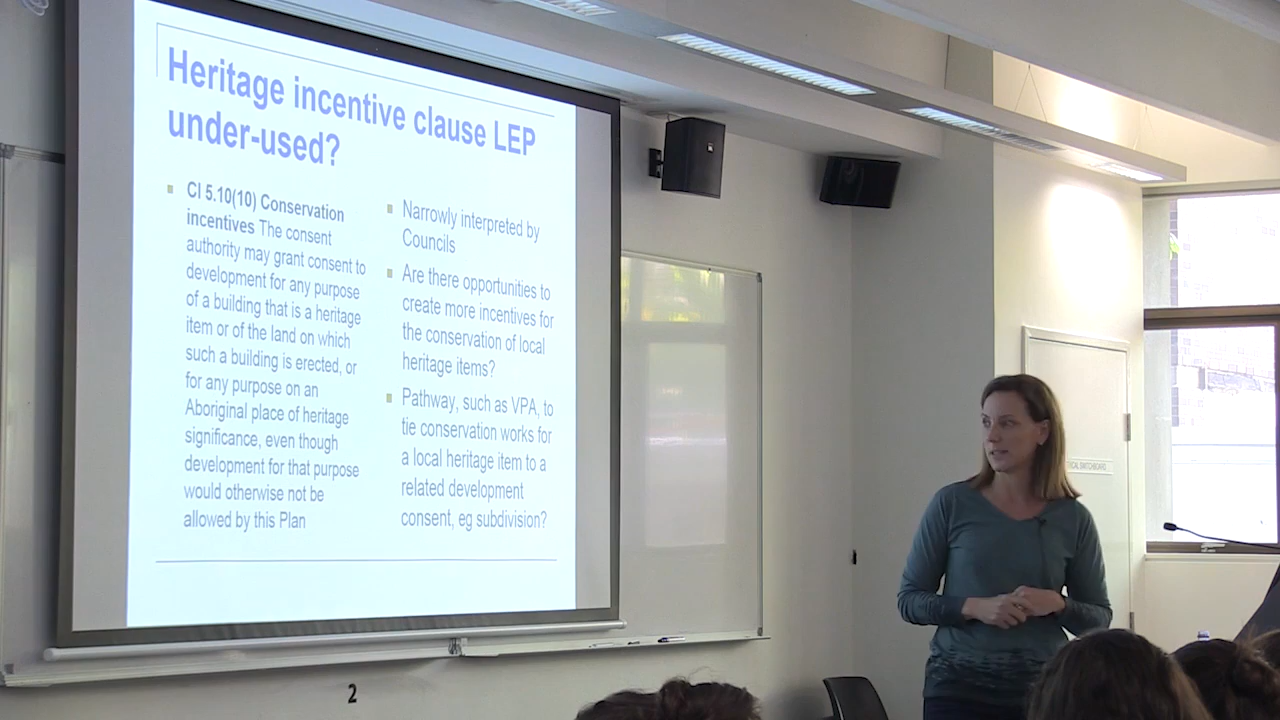 Heritage incentive clause LEP
under-used?
Cl 5.10(10) Conservation
incentives The consent
authority may grant consent to
development for any purpose
of a building that is a heritage
item or of the land on which
such a building is erected, or
for any purpose on an
Aboriginal place of heritage
significance, even though
development for that purpose
would otherwise not be
allowed by this Plan
Narrowly interpreted by
Councils
Are there opportunities to
create more incentives for
the conservation of local
heritage items?
Pathway, such as VPA, to
tie conservation works for
a local heritage item to a
related development
consent, eg subdivision?
2
SWITCHBOARD